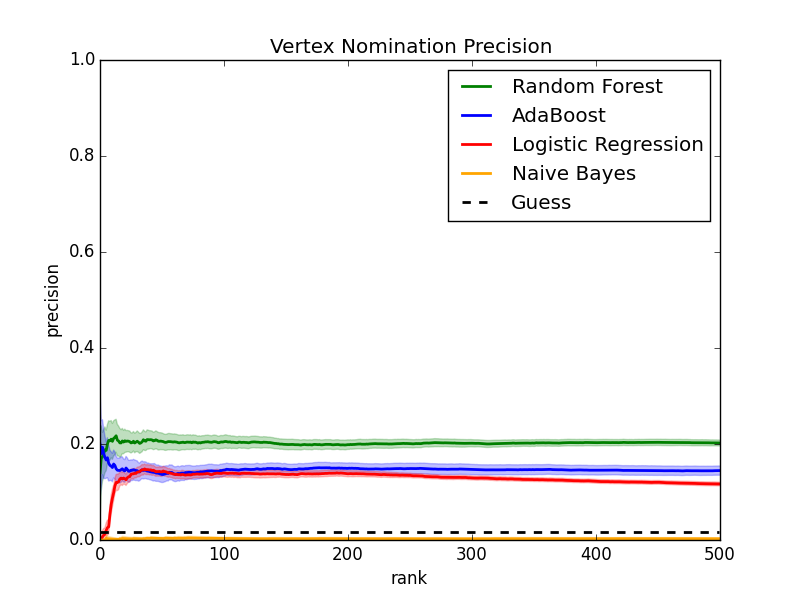 Vertex Nomination Precision
1.0
0.8
0.6
0.4
0.2
0.0
precision
Random Forest
AdaBoost
Logistic Regression
Naive Bayes
Guess
0 100 200 300 400 500
rank